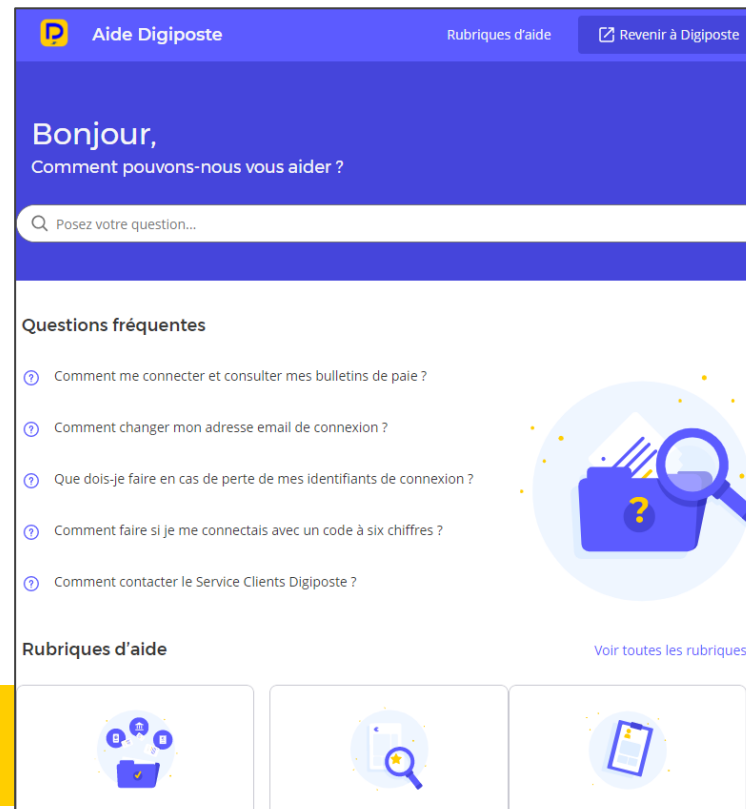 Aide Digiposte
Rubriques d'aide
Revenir à Digiposte
Bonjour,
Comment pouvons-nous vous aider ?
Posez votre question...
Questions fréquentes
Comment me connecter et consulter mes bulletins de paie ?
Comment changer mon adresse email de connexion ?
Que dois-je faire en cas de perte de mes identifiants de connexion ?
Comment faire si je me connectais avec un code à six chiffres ?
Comment contacter le Service Clients Digiposte ?
Rubriques d'aide
Voir toutes les rubriques